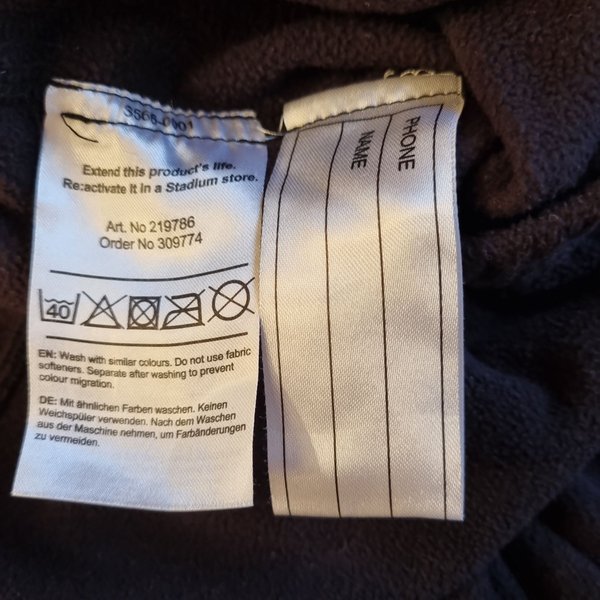 3568-0001
Extend this product's life.
Re:activate It in a Stadium store.
Art. No 219786
Order No 309774
40
EN: Wash with similar colours. Do not use fabric
softeners. Separate after washing to prevent
colour migration.
DE: Mit ähnlichen Farben waschen. Keinen
Weichspüler verwenden. Nach dem Waschen
aus der Maschine nehmen, um Farbänderungen
zu vermeiden.
PHONE
NAME